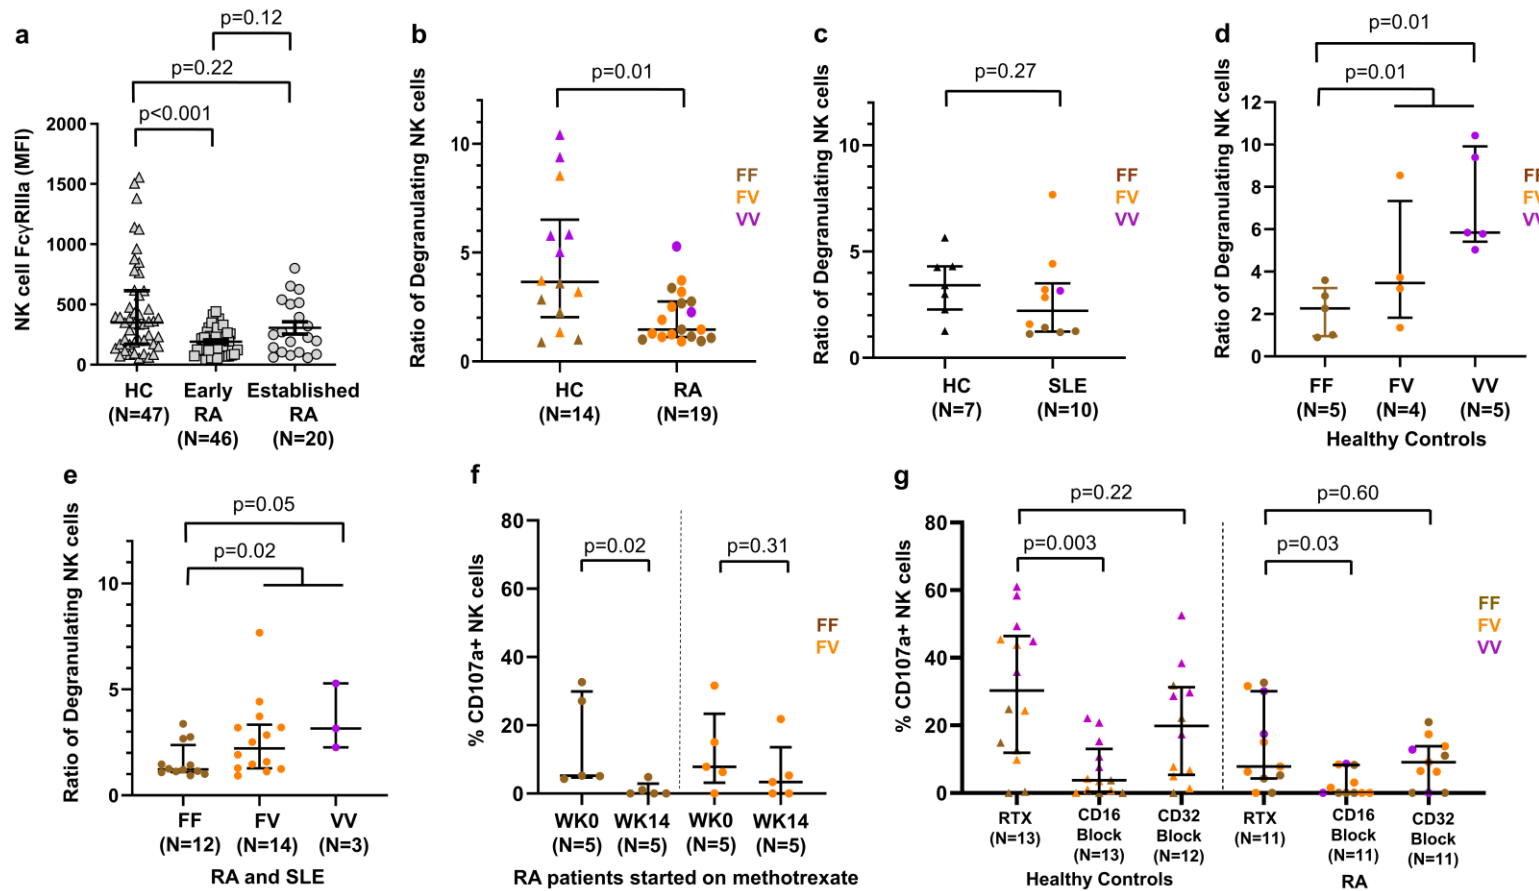 a
p=0.12
p=0.22
p<0.001
NK cell FcγRIIIa (MFI)
2000
1500
1000
500
0
HC
(N=47)
Early
RA
(N=46)
Established
RA
(N=20)
b
p=0.01
Ratio of Degranulating NK cells
10
5
0
FF
FV
VV
HC
(N=14)
RA
(N=19)
c
p=0.27
Ratio of Degranulating NK cells
10
5
0
FF
FV
VV
HC
(N=7)
SLE
(N=10)
d
p=0.01
p=0.01
Ratio of Degranulating NK cells
12
10
8
6
4
2
0
FF
FV
VV
FF
(N=5)
FV
(N=4)
VV
(N=5)
Healthy Controls
e
p=0.05
p=0.02
Ratio of Degranulating NK cells
10
5
0
FF
(N=12)
FV
(N=14)
VV
(N=3)
RA and SLE
f
p=0.02
p=0.31
% CD107a+ NK cells
80
60
40
20
0
FF
FV
WK0
(N=5)
WK14
(N=5)
WK0
(N=5)
WK14
(N=5)
RA patients started on methotrexate
g
p=0.22
p=0.60
p=0.003
p=0.03
% CD107a+ NK cells
80
60
40
20
0
FF
FV
VV
RTX
(N=13)
CD16
Block
(N=13)
CD32
Block
(N=12)
RTX
(N=11)
CD16
Block
(N=11)
CD32
Block
(N=11)
Healthy Controls
RA